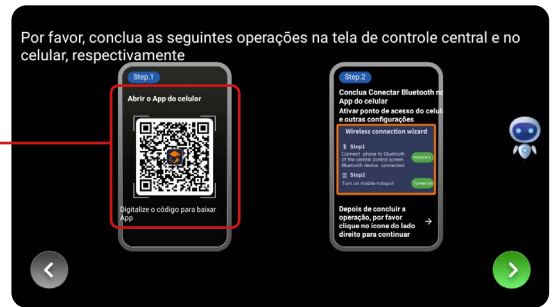 Por favor, conclua as seguintes operações na tela de controle central e no
celular, respectivamente
Step.1
Abrir o App do celular
Digitalize o código para baixar
App
Step.2
Conclua Conectar Bluetooth no
App do celular
Ativar ponto de acesso do celula
e outras configurações
Wireless connection wizard
Step1
Connect phone to Bluetooth
of the central control screen.
Bluetooth device connected.
Step2
Turn on mobile hotspot
Turned on
Depois de concluir a
operação, por favor
clique no ícone do lado
direito para continuar